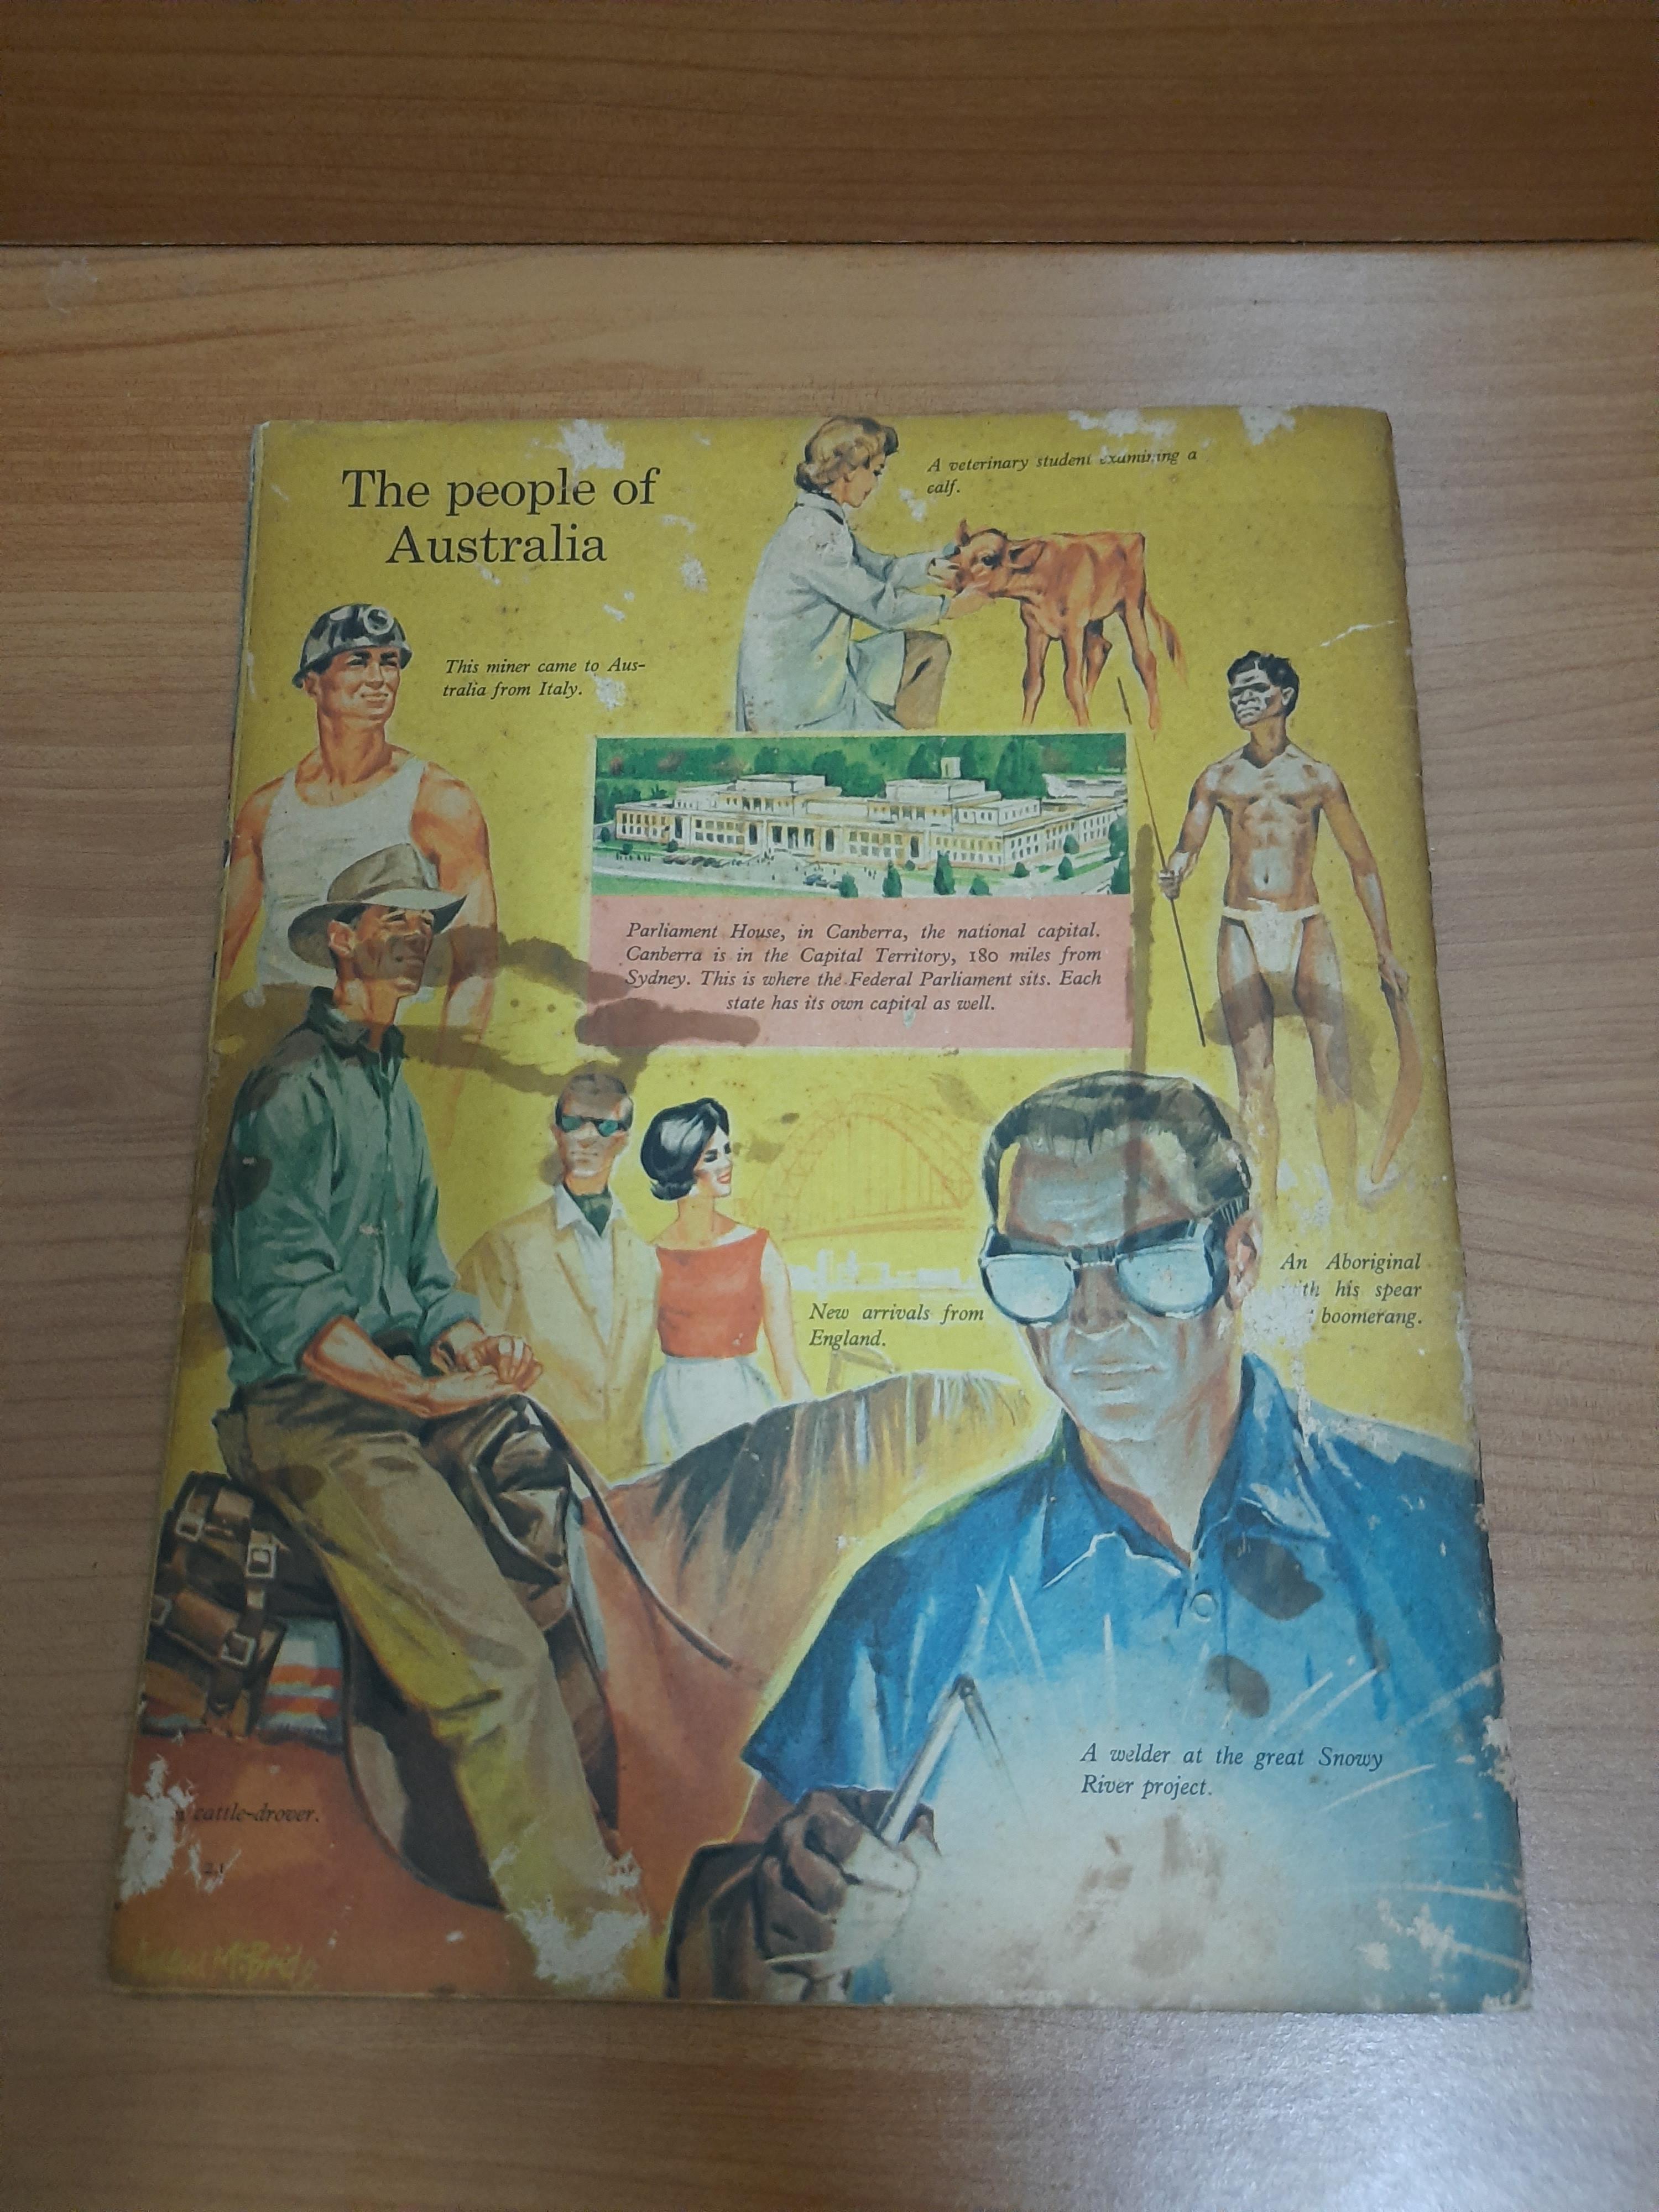 The people of
Australia
A veterinary student examining a
calf.
This miner came to Aus-
tralia from Italy.
Parliament House, in Canberra, the national capital.
Canberra is in the Capital Territory, 180 miles from
Sydney. This is where the Federal Parliament sits. Each
state has its own capital as well.
New arrivals from
England.
An Aboriginal
his spear
boomerang.
A welder at the great Snowy
River project.
cattle-drover.
McBride